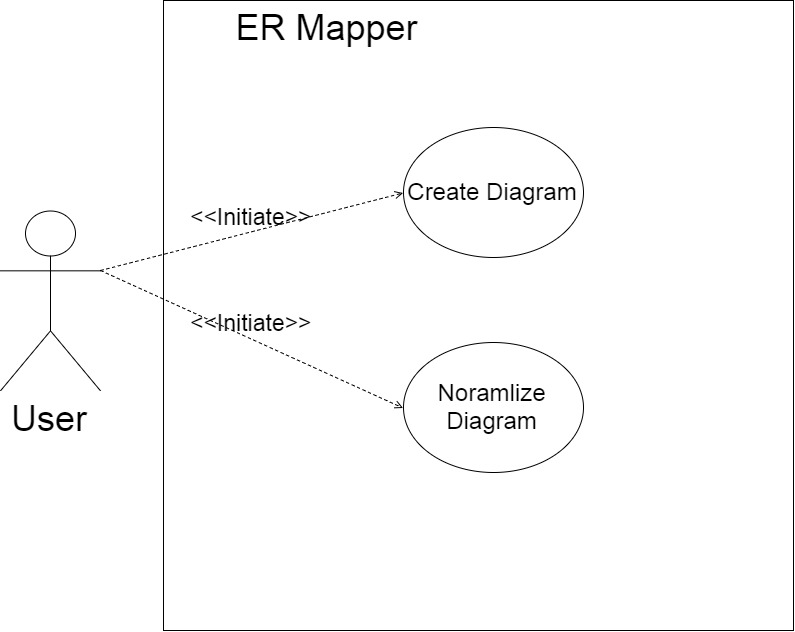 ER Mapper
<<Initiate>>
Create Diagram
<<Initiate>>
Noramlize
Diagram
User